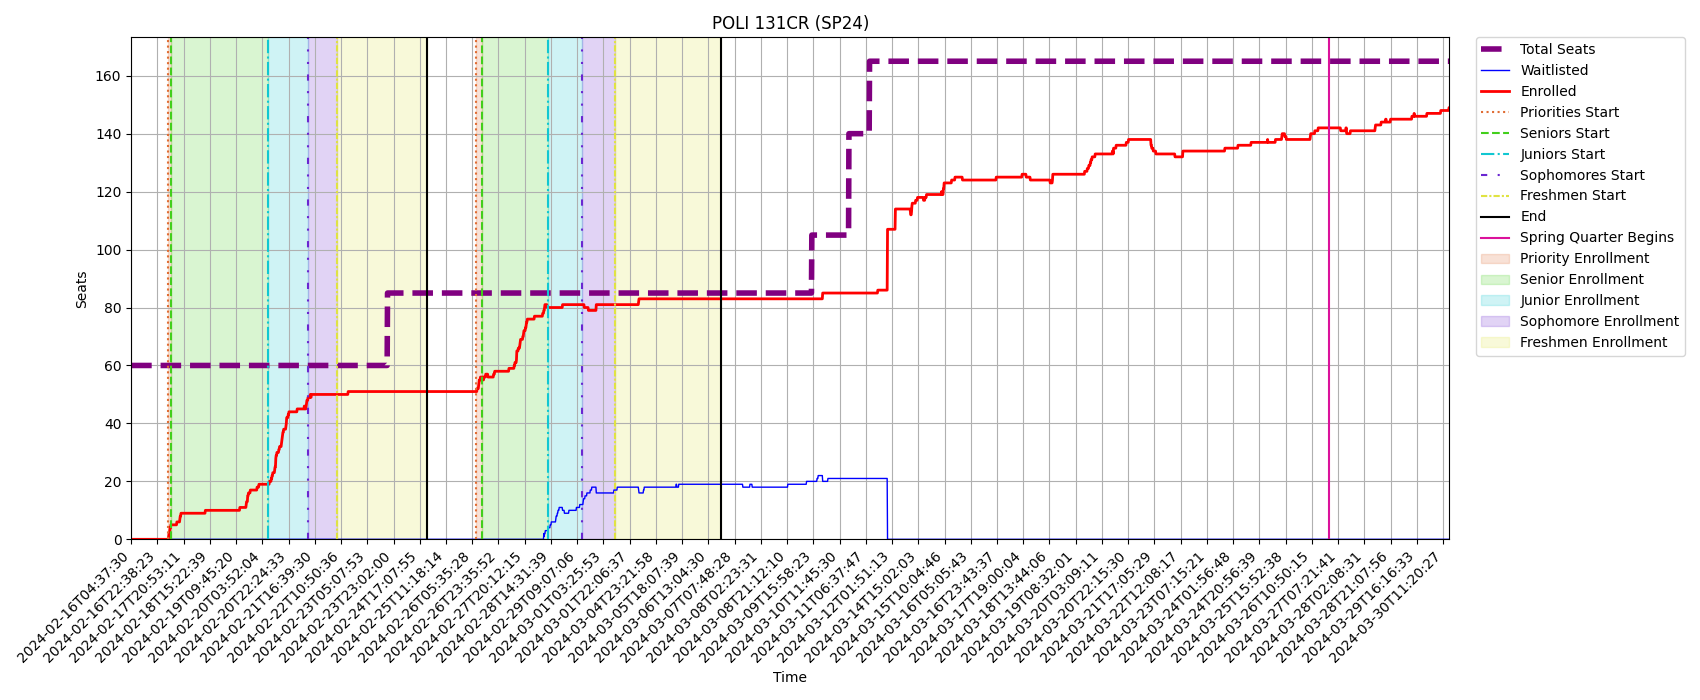 POLI 131CR (SP24)
Seats
160
140
120
100
80
60
40
20
0
2024-02-16T04:37:30
2024-02-16T22:38:23
2024-02-17T20:53:11
2024-02-18T15:22:39
2024-02-19T09:45:20
2024-02-20T03:52:04
2024-02-20T22:24:33
2024-02-21T16:39:30
2024-02-22T10:50:36
2024-02-23T05:07:53
2024-02-23T23:02:00
2024-02-24T17:07:55
2024-02-25T11:18:14
2024-02-26T05:35:28
2024-02-26T23:35:52
2024-02-27T20:12:15
2024-02-28T14:31:39
2024-02-29T09:07:06
2024-03-01T03:25:53
2024-03-01T22:06:37
2024-03-04T23:21:58
2024-03-05T18:07:39
2024-03-06T13:04:30
2024-03-07T07:48:28
2024-03-08T02:23:31
2024-03-08T21:12:10
2024-03-09T15:58:23
2024-03-10T11:45:30
2024-03-11T06:37:47
2024-03-12T01:51:13
2024-03-14T15:02:03
2024-03-15T10:04:46
2024-03-16T05:05:43
2024-03-16T23:43:37
2024-03-17T19:00:04
2024-03-18T13:44:06
2024-03-19T08:32:01
2024-03-20T03:09:11
2024-03-20T22:15:30
2024-03-21T17:05:29
2024-03-22T12:08:17
2024-03-23T07:15:21
2024-03-24T01:56:48
2024-03-24T20:56:39
2024-03-25T15:52:38
2024-03-26T10:50:15
2024-03-27T07:21:41
2024-03-28T02:08:31
2024-03-28T21:07:56
2024-03-29T16:16:33
2024-03-30T11:20:27
Time
Total Seats
Waitlisted
Enrolled
Priorities Start
Seniors Start
Juniors Start
Sophomores Start
Freshmen Start
End
Spring Quarter Begins
Priority Enrollment
Senior Enrollment
Junior Enrollment
Sophomore Enrollment
Freshmen Enrollment